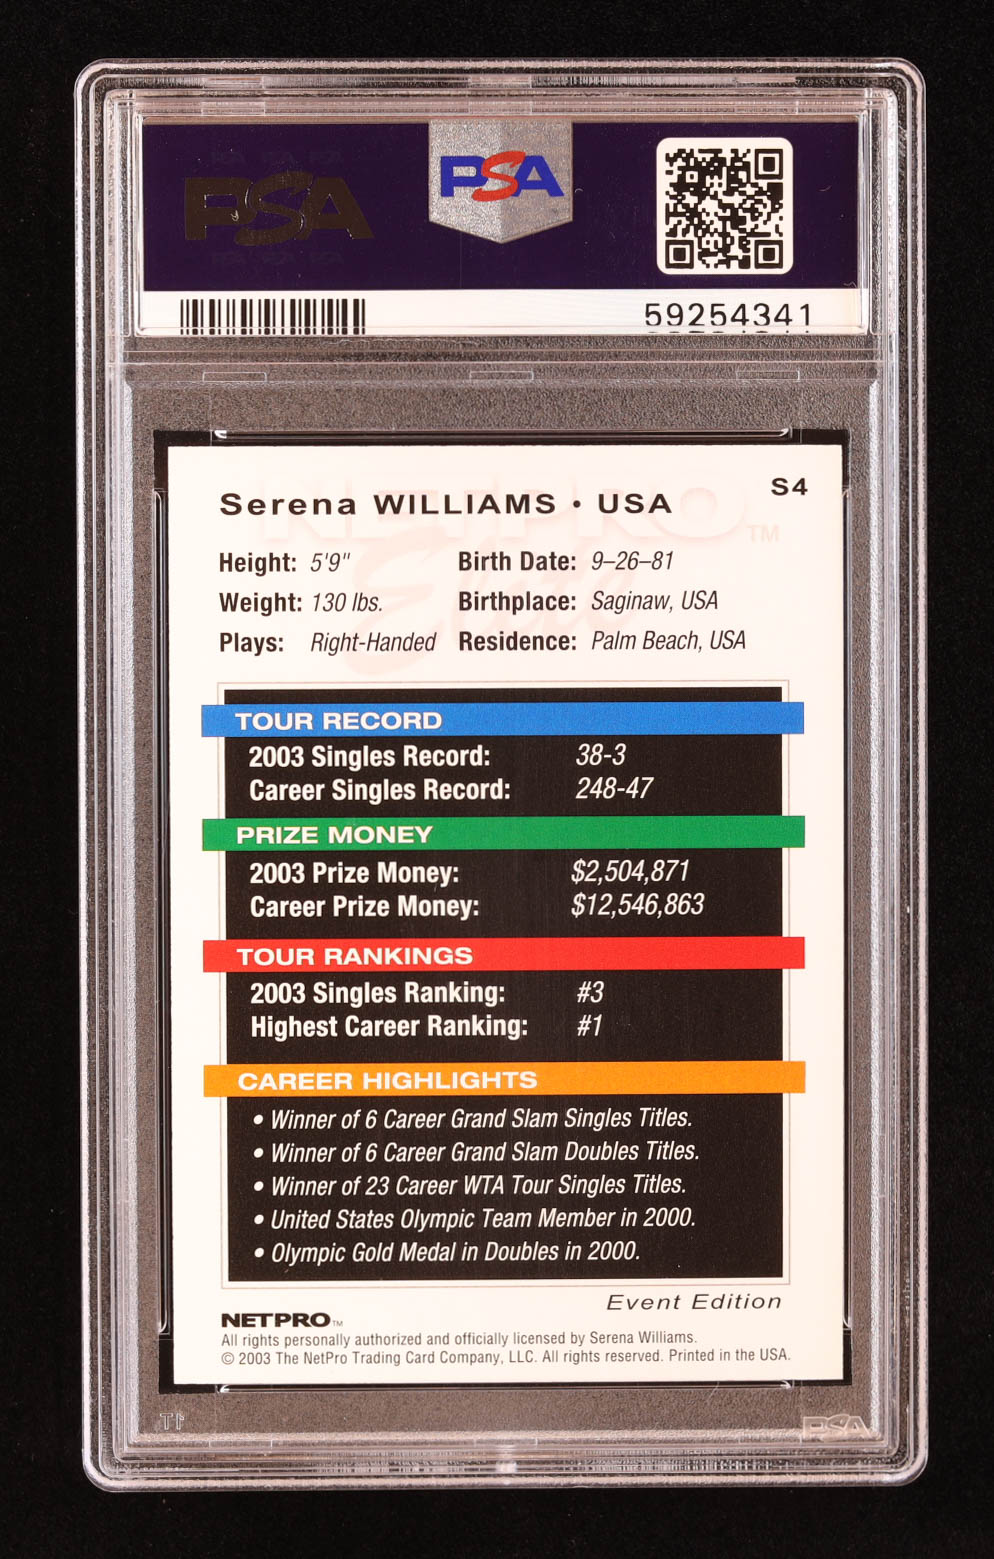 PSA
PSA
59254341
S4
Serena WILLIAMS • USA
NETPRO™
Elite
Height: 5'9" Birth Date: 9–26–81
Weight: 130 lbs. Birthplace: Saginaw, USA
Plays: Right-Handed Residence: Palm Beach, USA
TOUR RECORD
2003 Singles Record: 38-3
Career Singles Record: 248-47
PRIZE MONEY
2003 Prize Money: $2,504,871
Career Prize Money: $12,546,863
TOUR RANKINGS
2003 Singles Ranking: #3
Highest Career Ranking: #1
CAREER HIGHLIGHTS
• Winner of 6 Career Grand Slam Singles Titles.
• Winner of 6 Career Grand Slam Doubles Titles.
• Winner of 23 Career WTA Tour Singles Titles.
• United States Olympic Team Member in 2000.
• Olympic Gold Medal in Doubles in 2000.
Event Edition
NETPRO™
All rights personally authorized and officially licensed by Serena Williams.
© 2003 The NetPro Trading Card Company, LLC. All rights reserved. Printed in the USA.
PSA